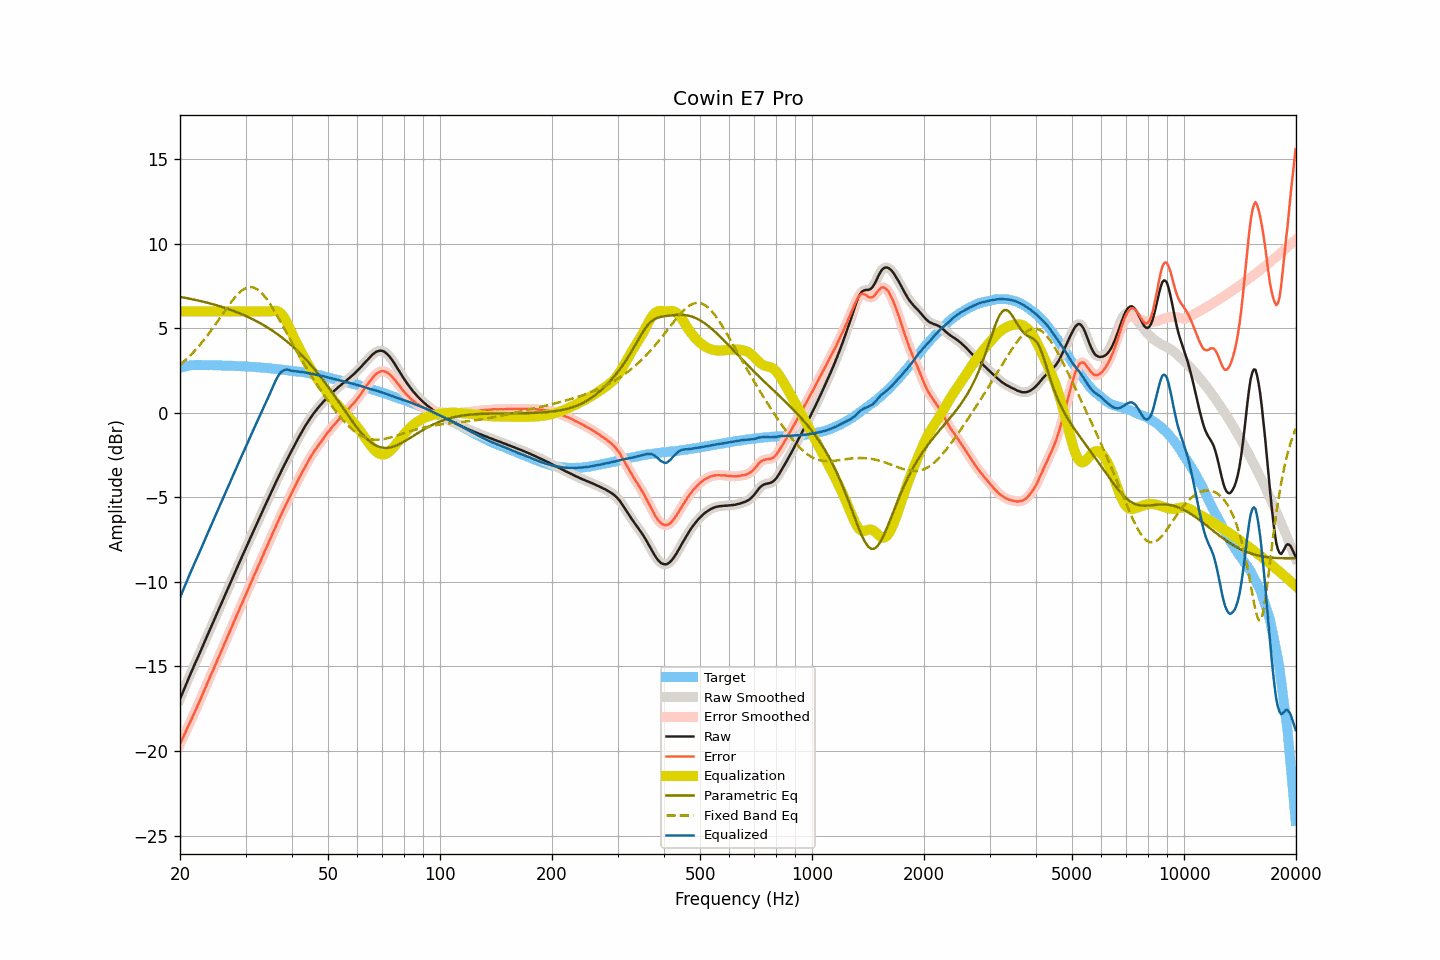 Cowin E7 Pro
Amplitude (dBr)
15
10
5
0
−5
−10
−15
−20
−25
Target
Raw Smoothed
Error Smoothed
Raw
Error
Equalization
Parametric Eq
Fixed Band Eq
Equalized
20 50 100 200 500 1000 2000 5000 10000 20000
Frequency (Hz)